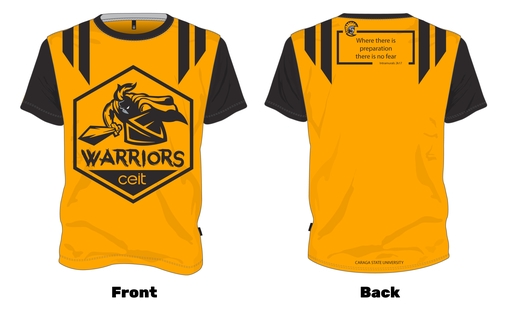 WARRIORS
ceit
Where there is
preparation
there is no fear
CARAGA STATE UNIVERSITY
Front
Back